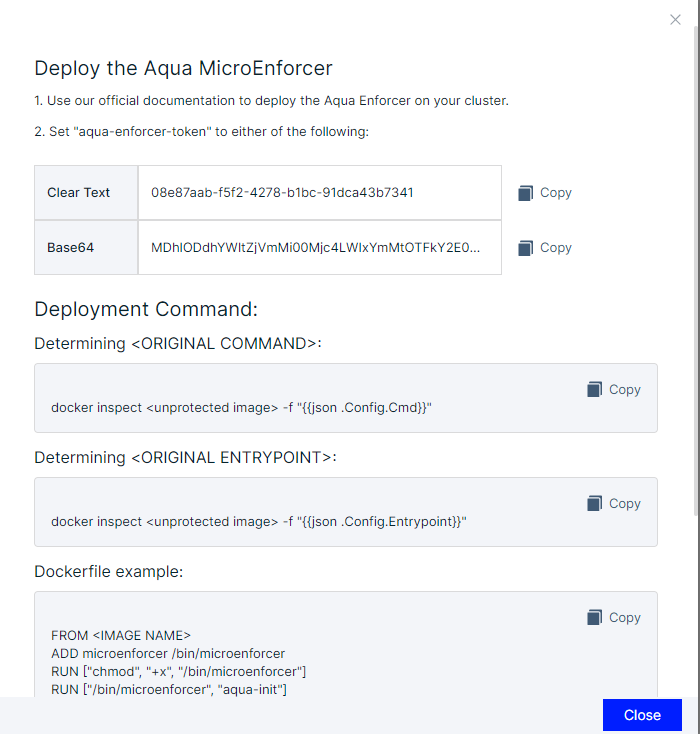 Deploy the Aqua MicroEnforcer
1. Use our official documentation to deploy the Aqua Enforcer on your cluster.
2. Set "aqua-enforcer-token" to either of the following:
Clear Text 08e87aab-f5f2-4278-b1bc-91dca43b7341 Copy
Base64 MDhlODdhYWItZjVmMi00Mjc4LWIxYmMtOTFkY2E0... Copy
Deployment Command:
Determining <ORIGINAL COMMAND>:
Copy
docker inspect <unprotected image> -f "{{json .Config.Cmd}}"
Determining <ORIGINAL ENTRYPOINT>:
Copy
docker inspect <unprotected image> -f "{{json .Config.Entrypoint}}"
Dockerfile example:
Copy
FROM <IMAGE NAME>
ADD microenforcer /bin/microenforcer
RUN ["chmod", "+x", "/bin/microenforcer"]
RUN ["/bin/microenforcer", "aqua-init"]
Close